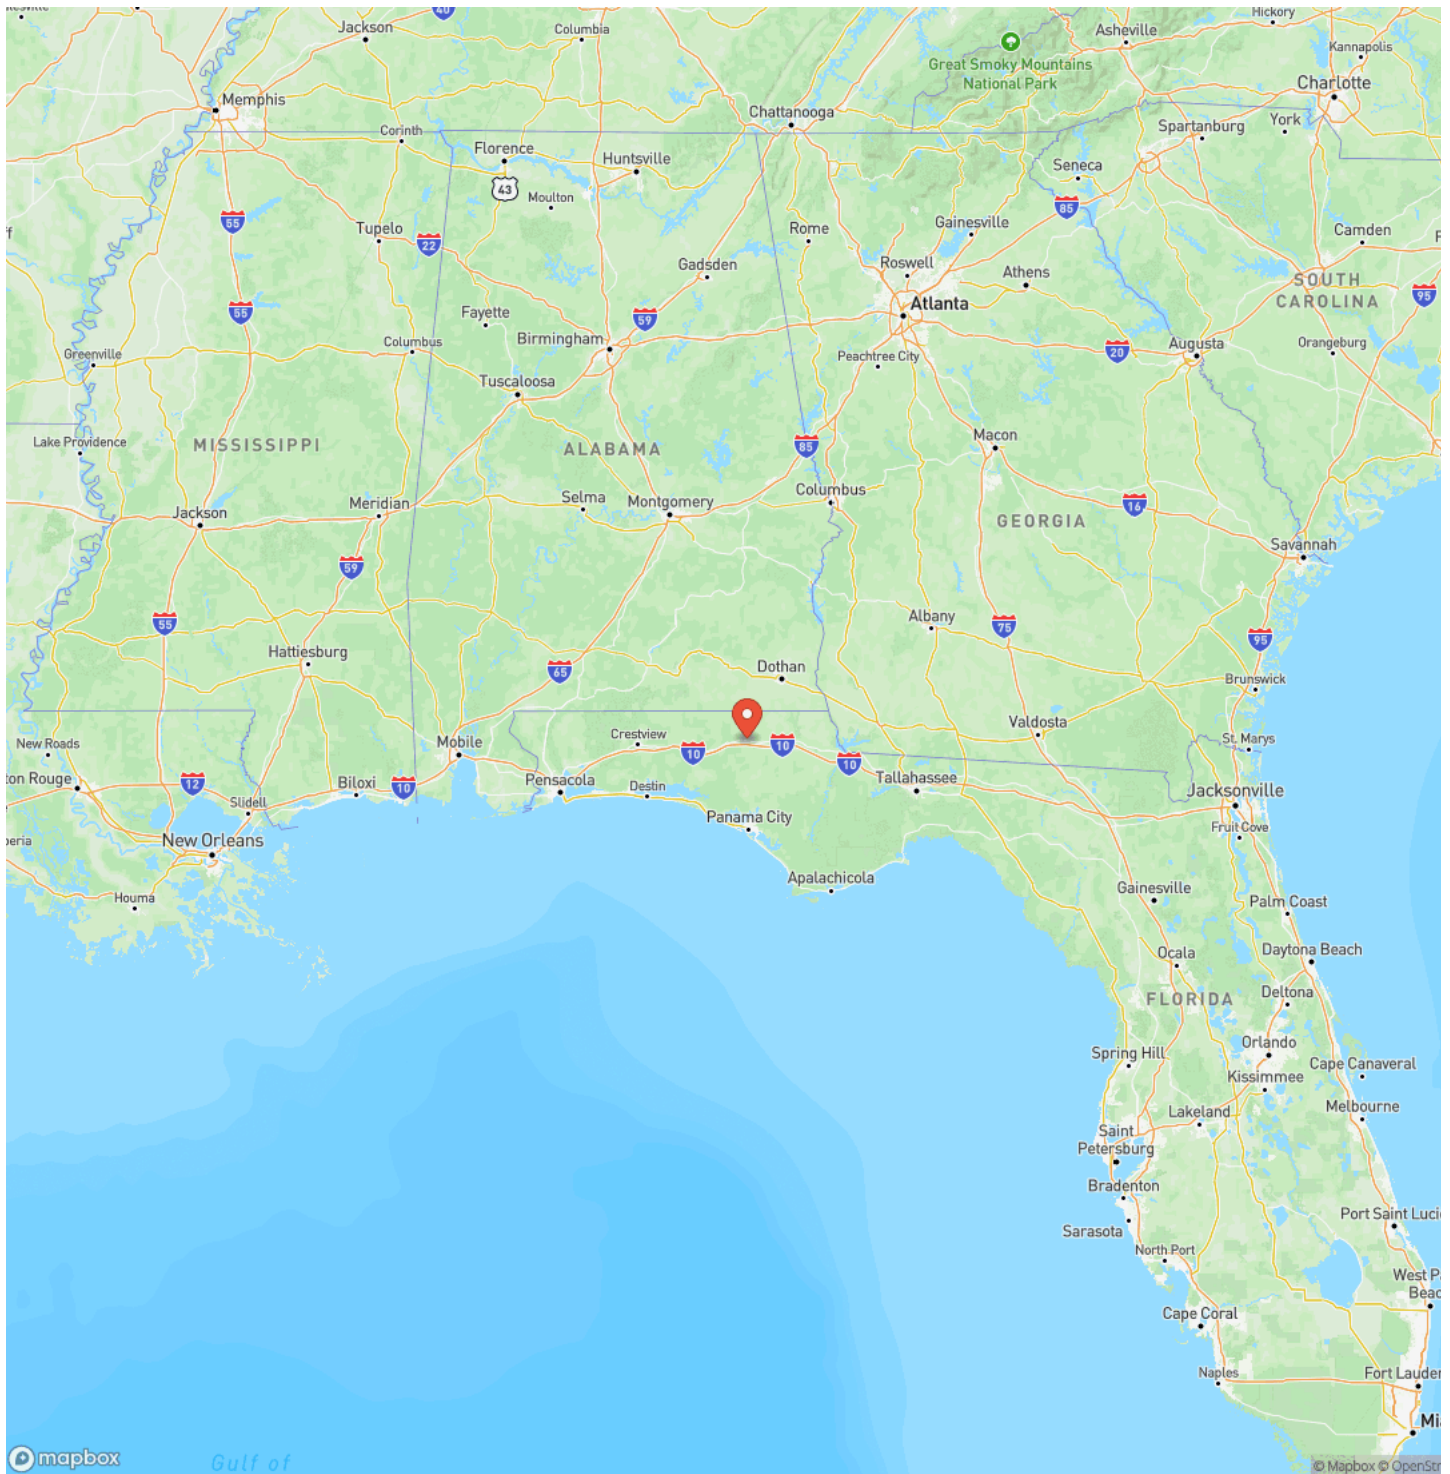 40
Hickory
Jackson
Columbia
Asheville
Kannapolis
Great Smoky Mountains
National Park
Charlotte
Memphis
Chattanooga
York
Spartanburg
Corinth
Florence
Huntsville
Seneca
43
Moulton
85
55
Tupelo
22
Rome
Gainesville
Camden
Gadsden
Roswell
Athens
SOUTH
CAROLINA
95
55
Fayette
59
Atlanta
Birmingham
Columbus
Greenville
Peachtree City
20
Augusta
Orangeburg
Tuscaloosa
Lake Providence
MISSISSIPPI
ALABAMA
85
Macon
Meridian
Selma
Montgomery
Columbus
16
Jackson
GEORGIA
Savannah
59
55
Albany
75
95
Hattiesburg
65
Dothan
Brunswick
Valdosta
New Roads
Mobile
Crestview
10
10
10
St. Marys
ton Rouge
12
Biloxi
10
Pensacola
Destin
Tallahassee
Jacksonville
Slidell
Panama City
Fruit Cove
New Orleans
peria
Houma
Apalachicola
Gainesville
Palm Coast
Ocala
Daytona Beach
FLORIDA
Deltona
Spring Hill
Orlando
Cape Canaveral
Kissimmee
Lakeland
Melbourne
Saint
Petersburg
Bradenton
Sarasota
North Port
Port Saint Luci
West P
Beac
Cape Coral
Naples
Fort Lauder
Mi
mapbox
Gulf of
© Mapbox © OpenStr